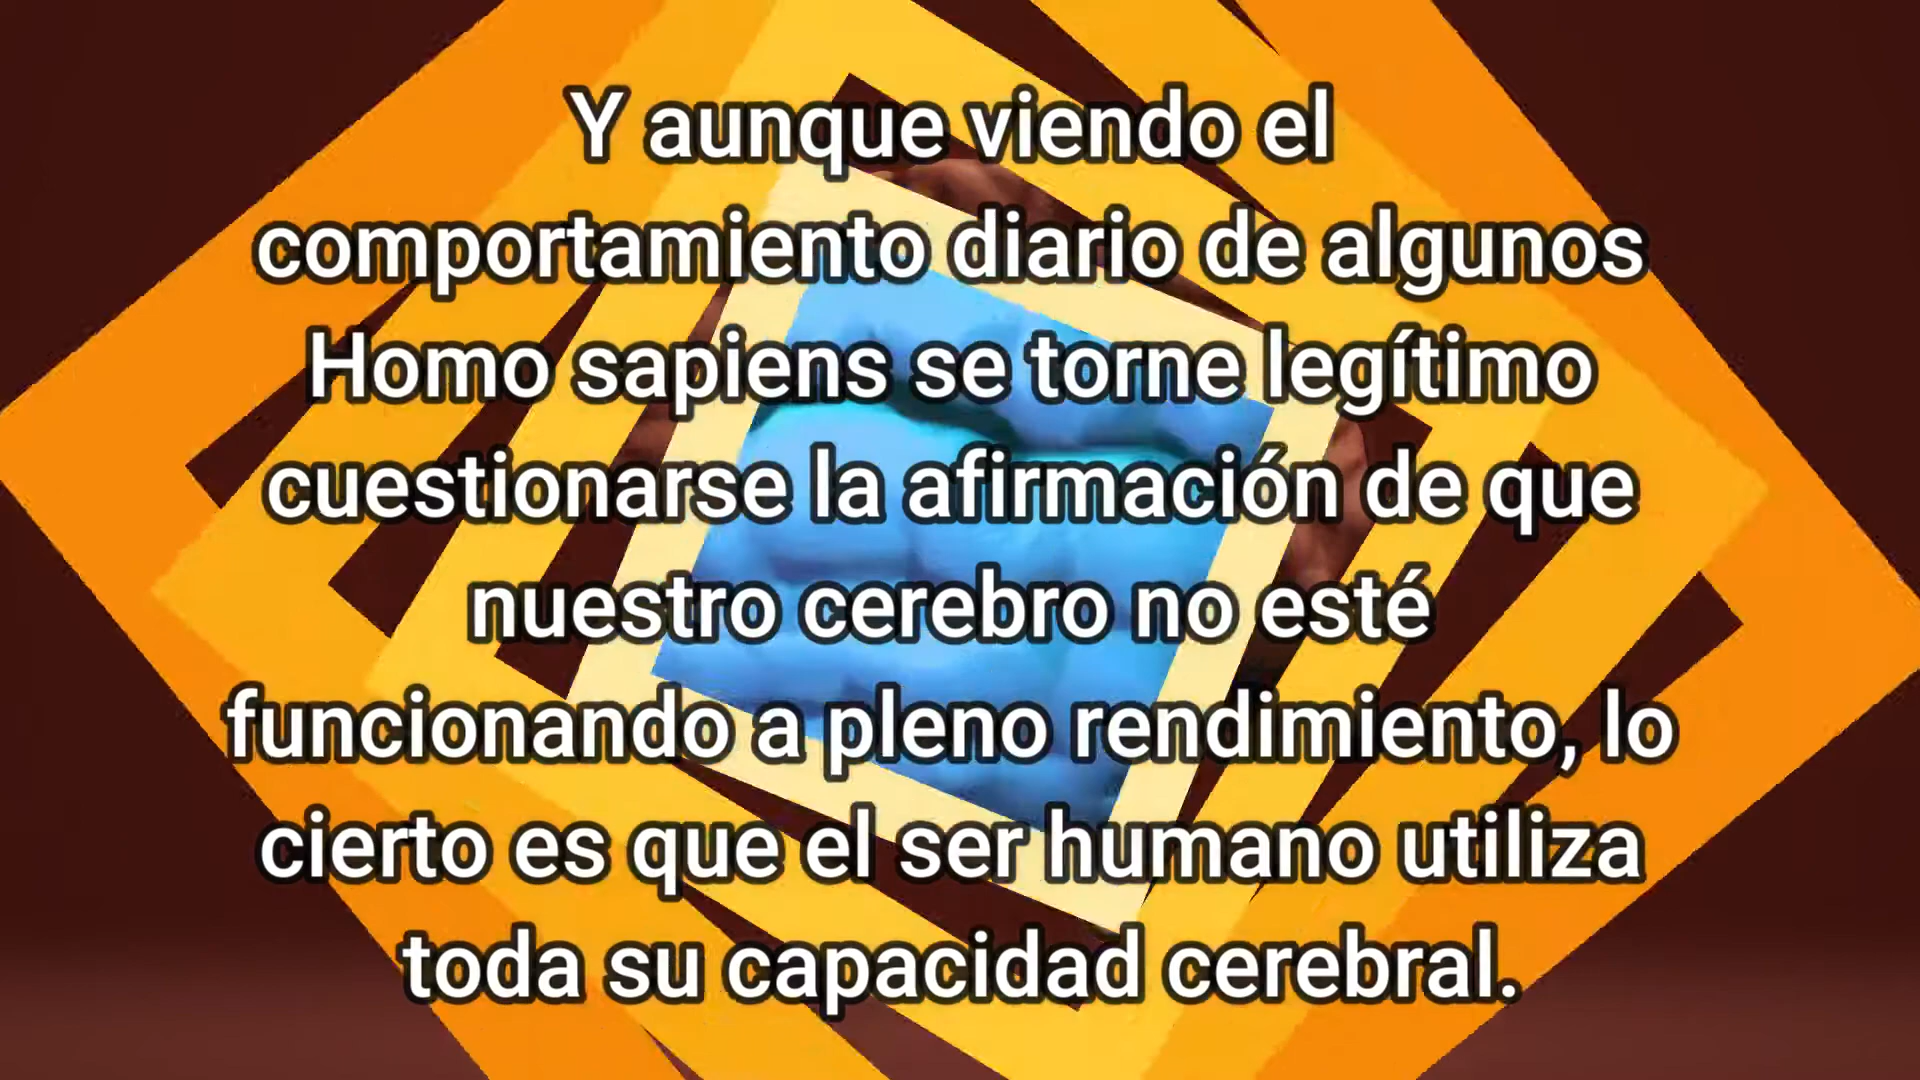 Y aunque viendo el
comportamiento diario de algunos
Homo sapiens se torne legítimo
cuestionarse la afirmación de que
nuestro cerebro no esté
funcionando a pleno rendimiento, lo
cierto es que el ser humano utiliza
toda su capacidad cerebral.